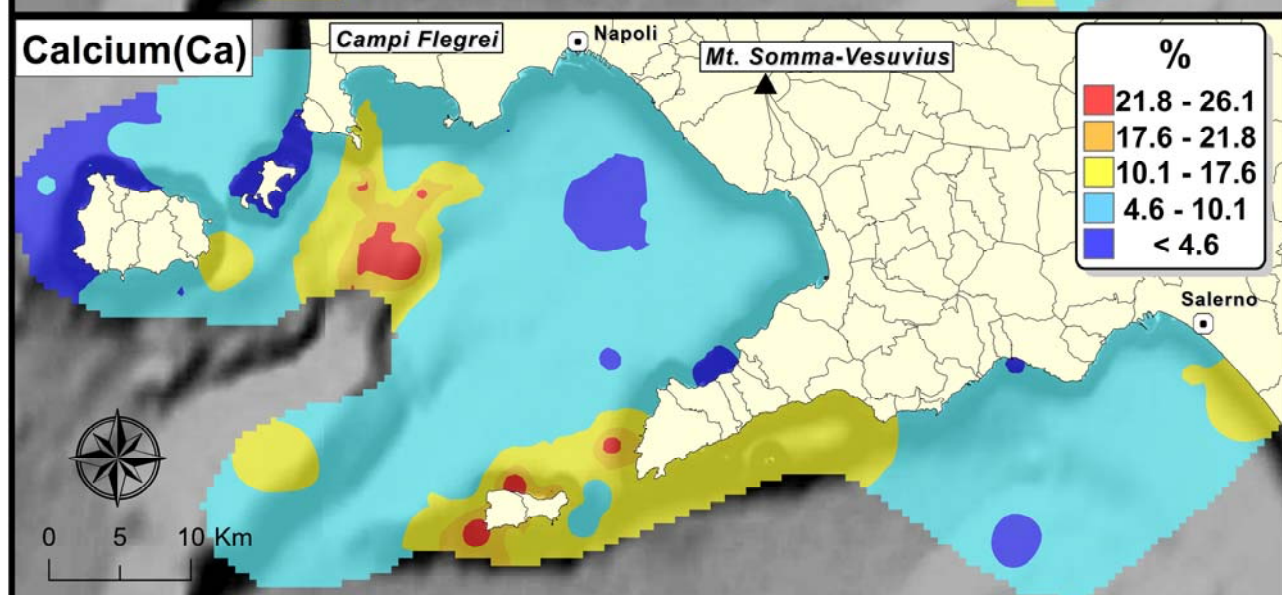 Calcium(Ca)
Campi Flegrei
Napoli
Mt. Somma-Vesuvius
%
21.8 - 26.1
17.6 - 21.8
10.1 - 17.6
4.6 - 10.1
< 4.6
Salerno
0 5 10 Km